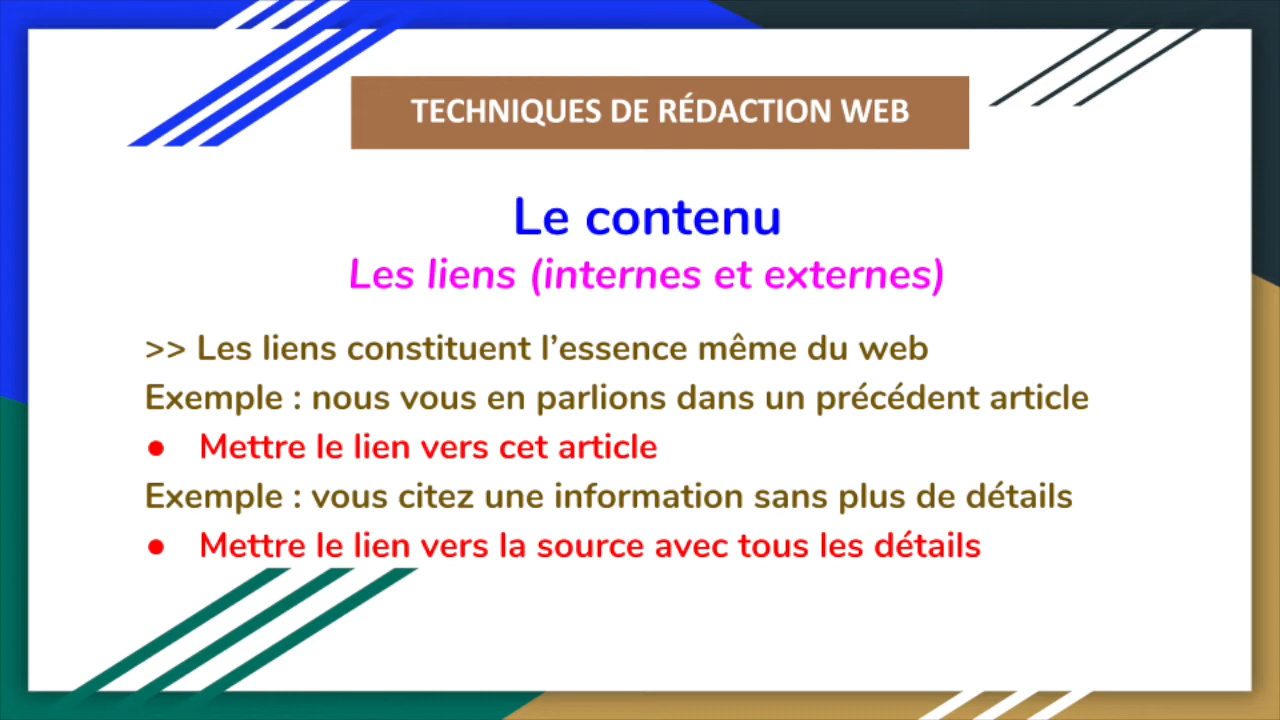 TECHNIQUES DE RÉDACTION WEB
Le contenu
Les liens (internes et externes)
>> Les liens constituent l’essence même du web
Exemple : nous vous en parlions dans un précédent article
● Mettre le lien vers cet article
Exemple : vous citez une information sans plus de détails
● Mettre le lien vers la source avec tous les détails